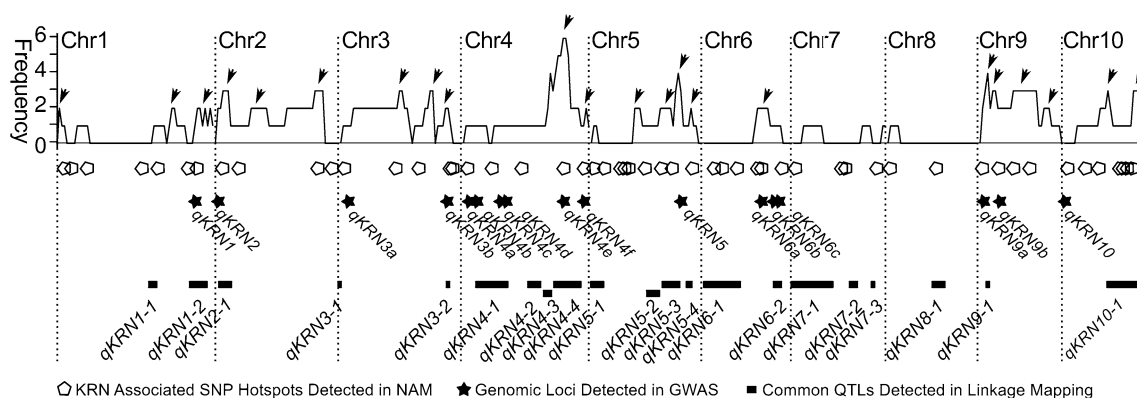 Frequency
6
4
2
0
Chr1 Chr2 Chr3 Chr4 Chr5 Chr6 Chr7 Chr8 Chr9 Chr10
qKRN1 qKRN2 qKRN3a qKRN3b qKRN4a qKRN4b qKRN4c qKRN4d qKRN4e qKRN4f qKRN5 qKRN6a qKRN6b qKRN6c qKRN9a qKRN9b qKRN10
qKRN1-1 qKRN1-2 qKRN2-1 qKRN3-1 qKRN3-2 qKRN4-1 qKRN4-2 qKRN4-3 qKRN4-4 qKRN5-1 qKRN5-2 qKRN5-3 qKRN5-4 qKRN6-1 qKRN6-2 qKRN7-1 qKRN7-2 qKRN7-3 qKRN8-1 qKRN9-1 qKRN10-1
KRN Associated SNP Hotspots Detected in NAM Genomic Loci Detected in GWAS Common QTLs Detected in Linkage Mapping